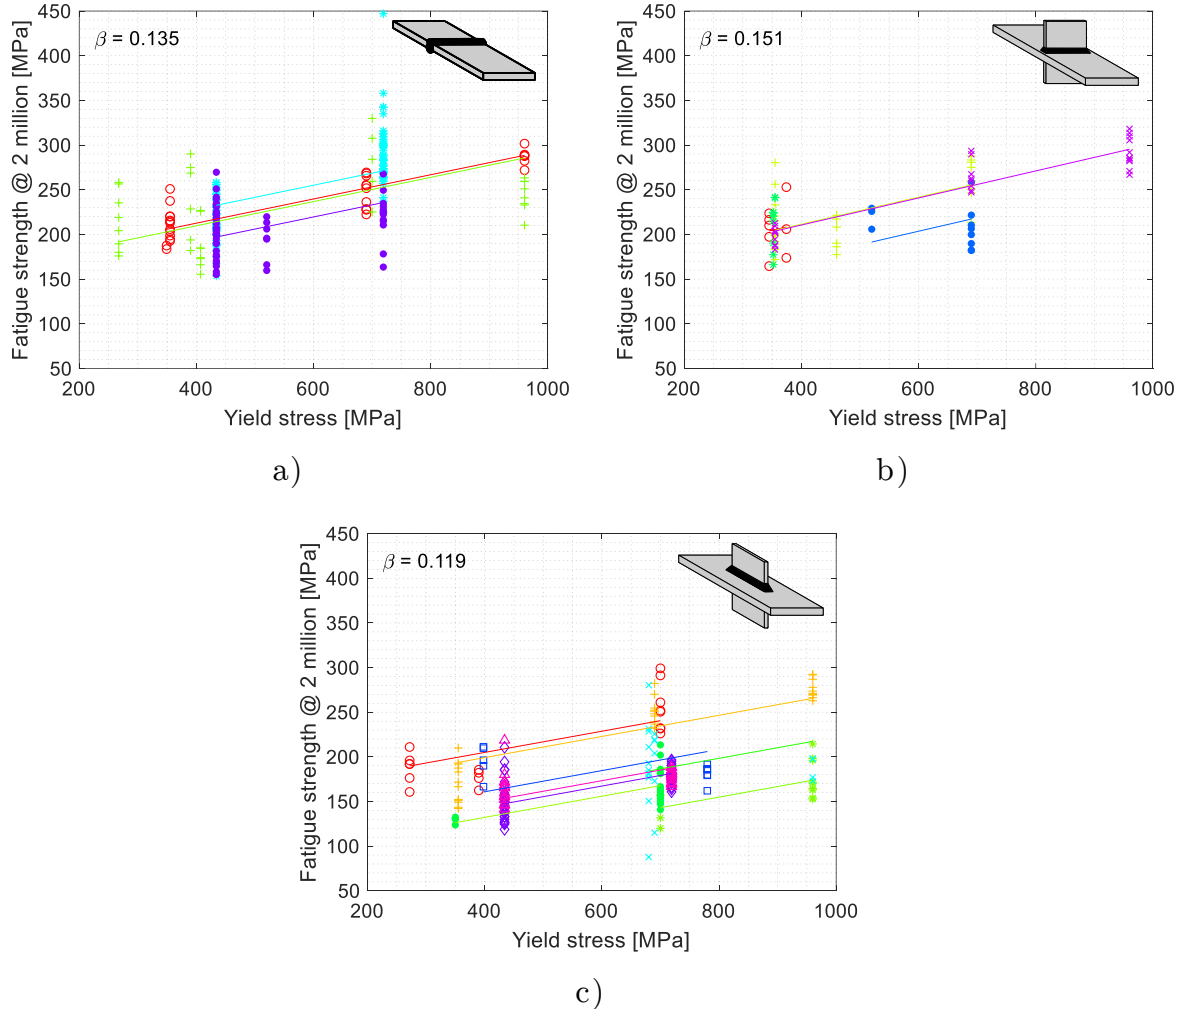 450
400
350
300
250
200
150
100
50
Fatigue strength @ 2 million [MPa]
β = 0.135
200 400 600 800 1000
Yield stress [MPa]
a)
450
400
350
300
250
200
150
100
50
Fatigue strength @ 2 million [MPa]
β = 0.151
200 400 600 800 1000
Yield stress [MPa]
b)
450
400
350
300
250
200
150
100
50
Fatigue strength @ 2 million [MPa]
β = 0.119
200 400 600 800 1000
Yield stress [MPa]
c)